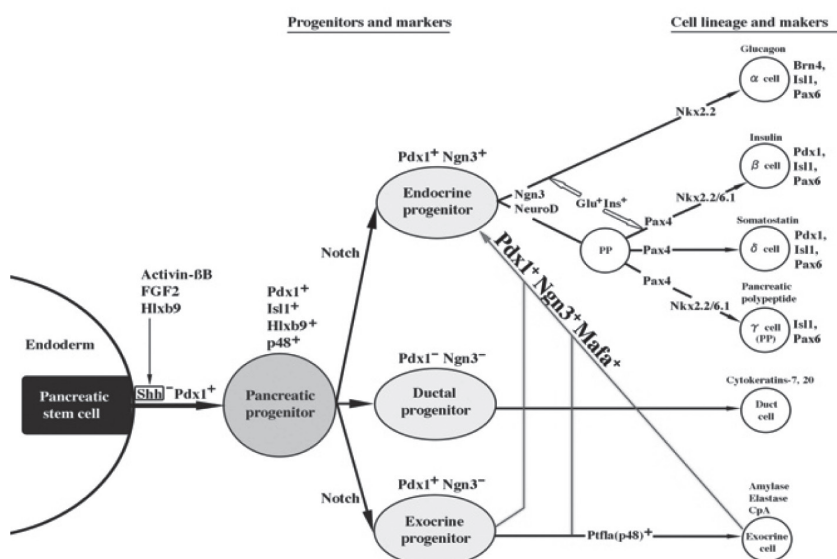 Progenitors and markers
Cell lineage and makers
Glucagon
α cell
Brn4,
Isl1,
Pax6
Nkx2.2
Insulin
β cell
Pdx1,
Isl1,
Pax6
Nkx2.2/6.1
Pdx1⁺ Ngn3⁺
Endocrine
progenitor
Ngn3
NeuroD
Glu⁺Ins⁺
Pax4
PP
Somatostatin
δ cell
Pdx1,
Isl1,
Pax6
Pax4
Pax4
Nkx2.2/6.1
Pancreatic
polypeptide
γ cell
(PP)
Isl1,
Pax6
Notch
Pdx1⁺Ngn3⁺Mafa⁺
Activin-ßB
FGF2
Hlxb9
Endoderm
Pancreatic
stem cell
Shh⁻Pdx1⁺
Pdx1⁺
Isl1⁺
Hlxb9⁺
p48⁺
Pancreatic
progenitor
Pdx1⁻ Ngn3⁻
Ductal
progenitor
Cytokeratins-7, 20
Duct
cell
Notch
Pdx1⁺ Ngn3⁻
Exocrine
progenitor
Ptfla(p48)⁺
Amylase
Elastase
CpA
Exocrine
cell